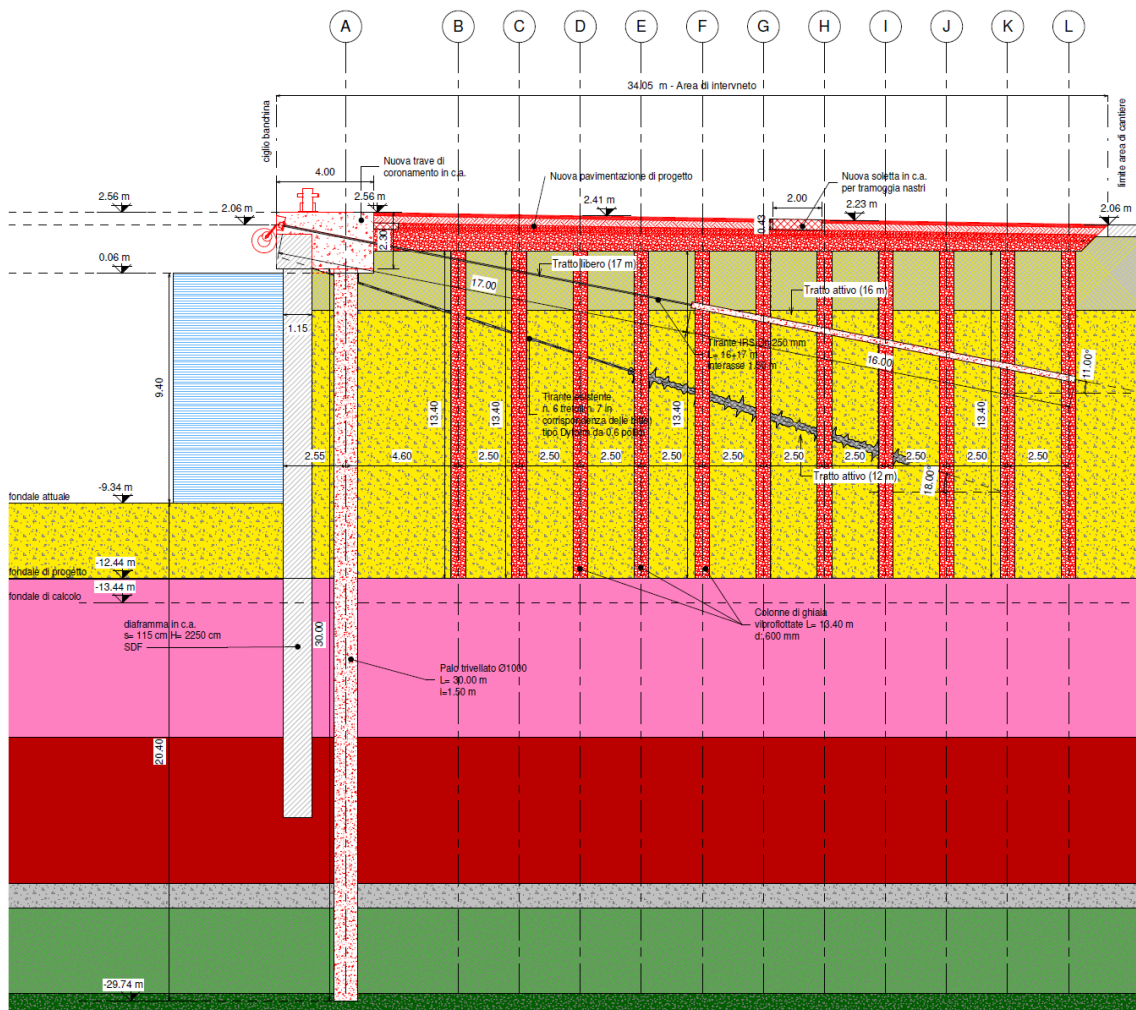 A B C D E F G H I J K L
34.05 m - Area di intervneto
ciglio banchina
limite area di cantiere
4.00
Nuova trave di
coronamento in c.a.
Nuova pavimentazione di progetto
Nuova soletta in c.a.
per tramoggia nastri
2.56 m
2.06 m
2.56 m
2.41 m
2.00
2.23 m
2.06 m
0.43
2.30
0.06 m
Tratto libero (17 m)
17.00
Tratto attivo (16 m)
1.15
Tirante IRS Dn 250 mm
L= 16+17 m
interasse 1.50 m
16.00
11.00°
9.40
Tirante esistente
n. 6 trefoli n. 7 in
corrispondenza delle bitte)
tipo Dyform da 0.6 pollici
13.40
13.40
13.40
13.40
2.55
4.60
2.50
2.50
2.50
2.50
2.50
2.50
2.50
2.50
2.50
Tratto attivo (12 m)
18.00°
fondale attuale
-9.34 m
-12.44 m
fondale di progetto
-13.44 m
fondale di calcolo
diaframma in c.a.
s= 115 cm H= 2250 cm
SDF
30.00
Colonne di ghiaia
viproflottate L= 13.40 m
d: 600 mm
Palo trivellato Ø1000
L= 30.00 m
i=1.50 m
20.40
-29.74 m